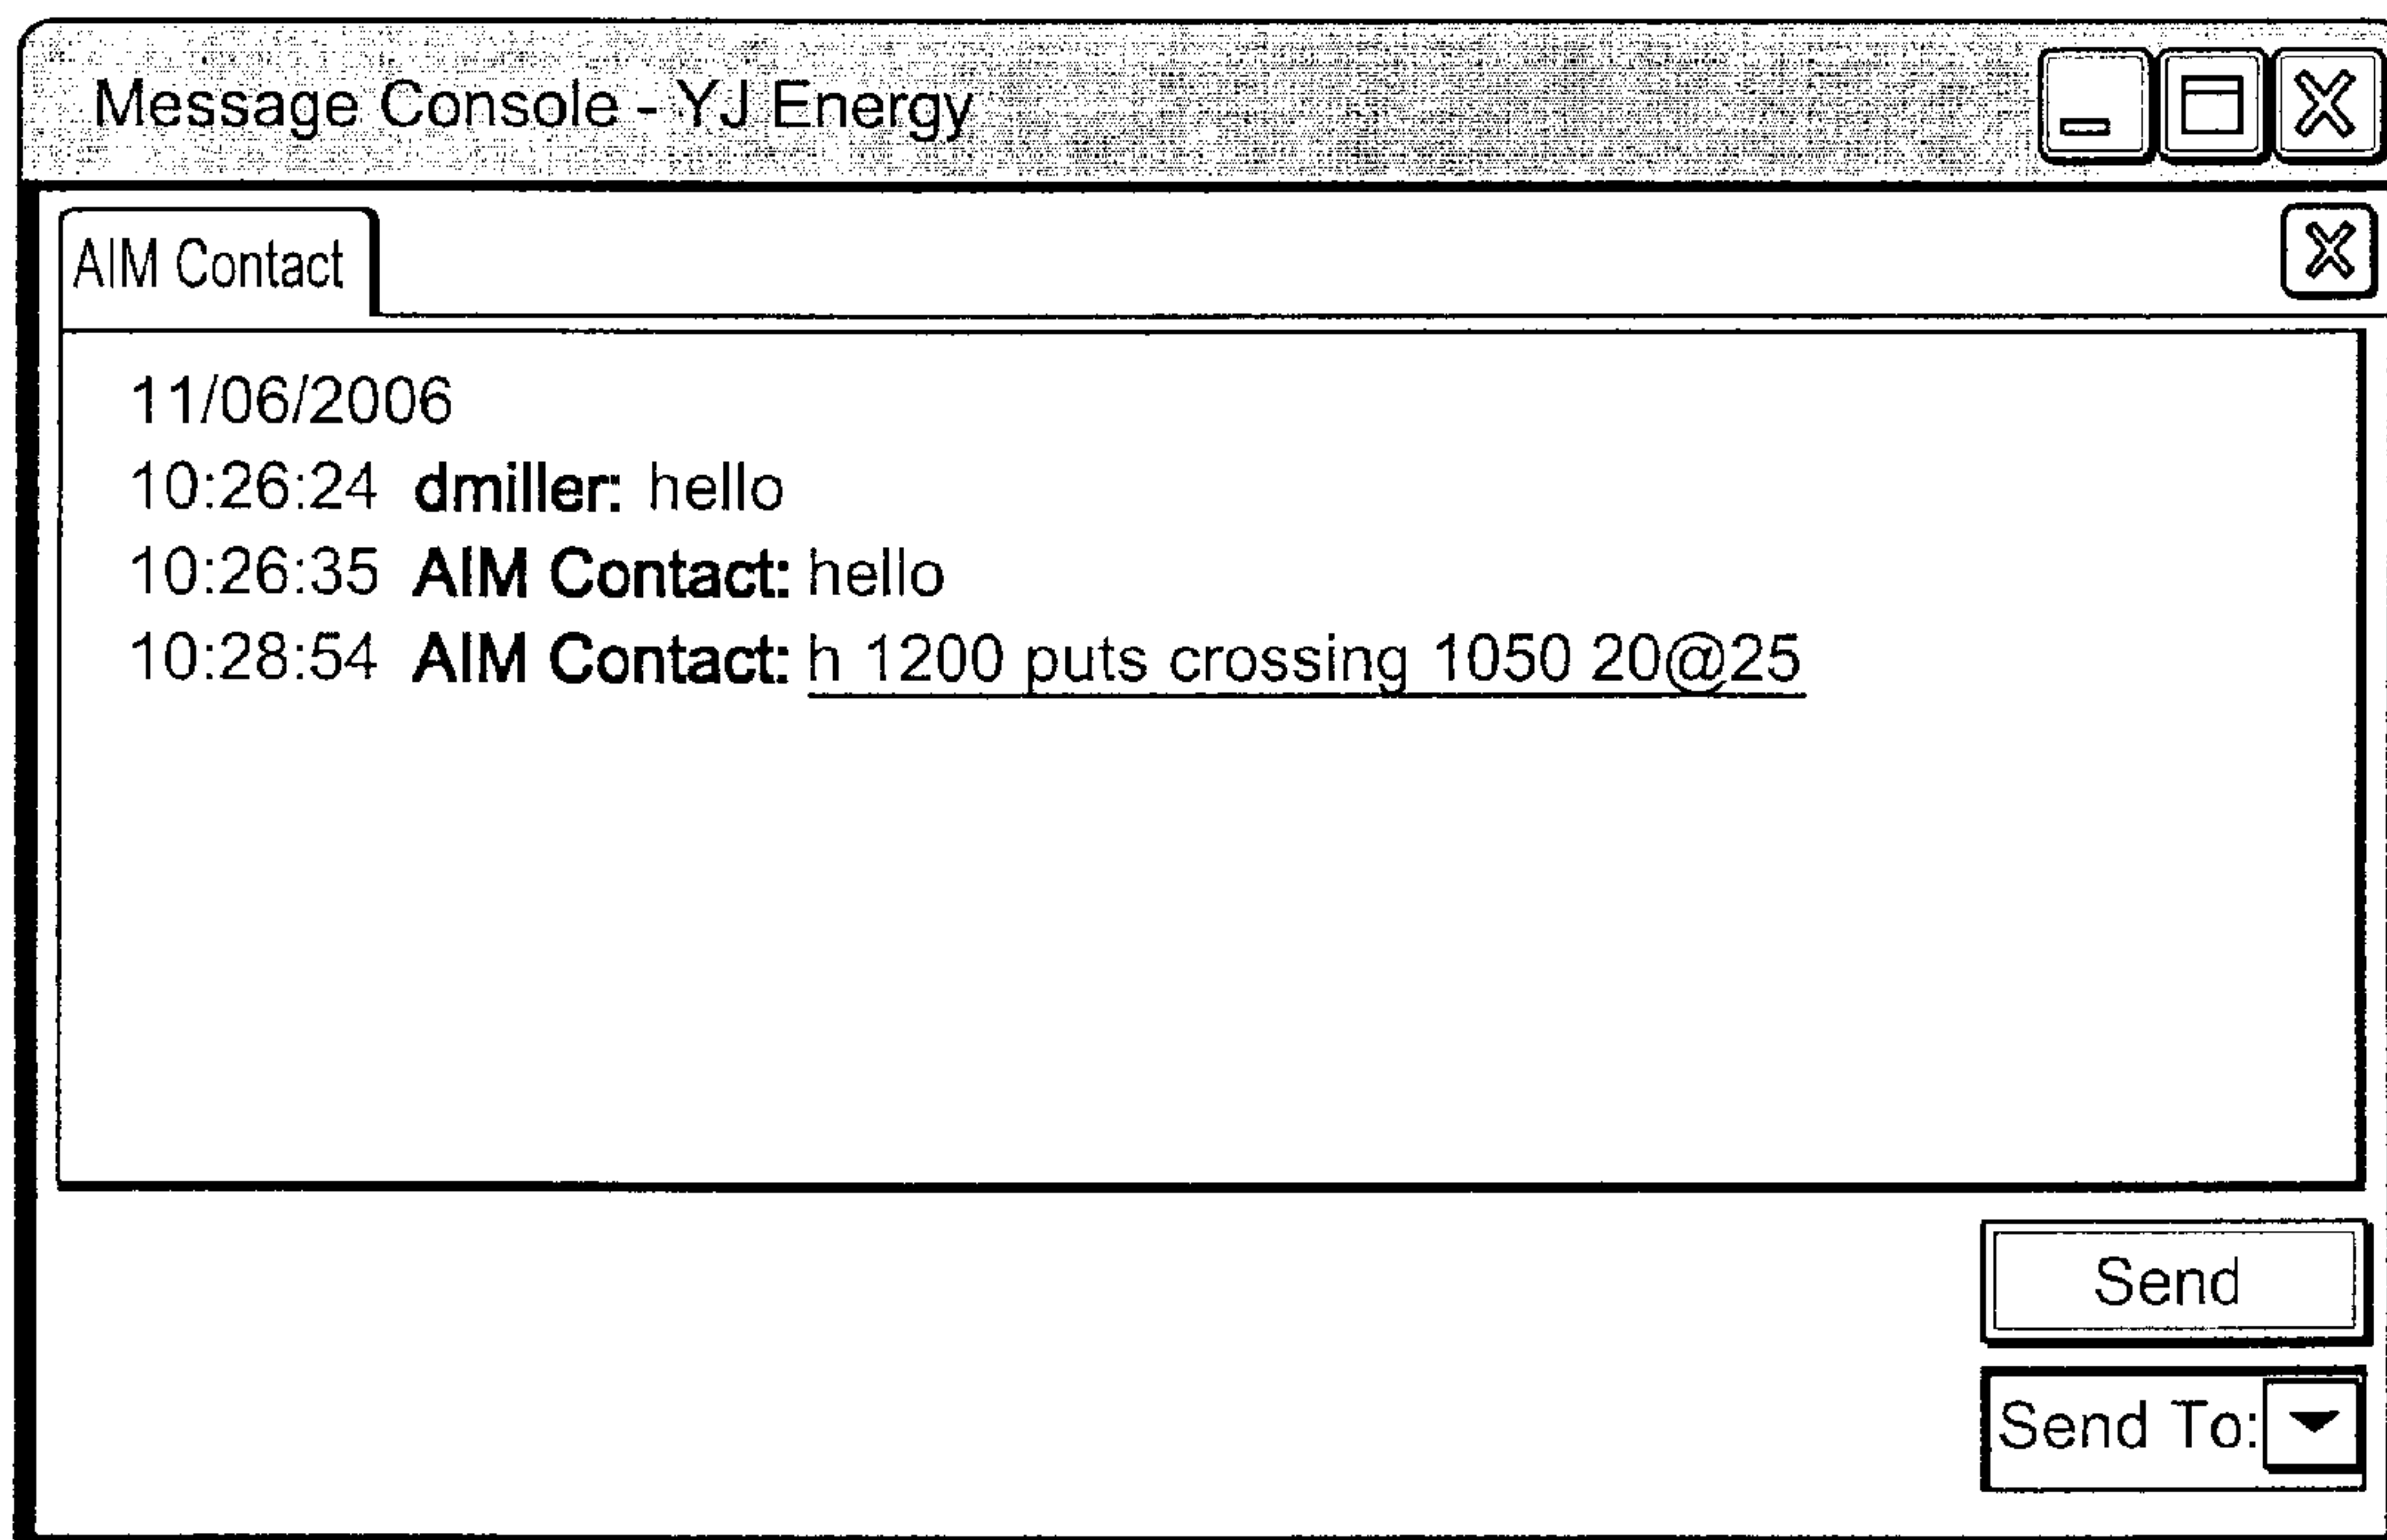 Message Console - YJ Energy
AIM Contact
11/06/2006
10:26:24 dmiller: hello
10:26:35 AIM Contact: hello
10:28:54 AIM Contact: h 1200 puts crossing 1050 20@25
Send
Send To: